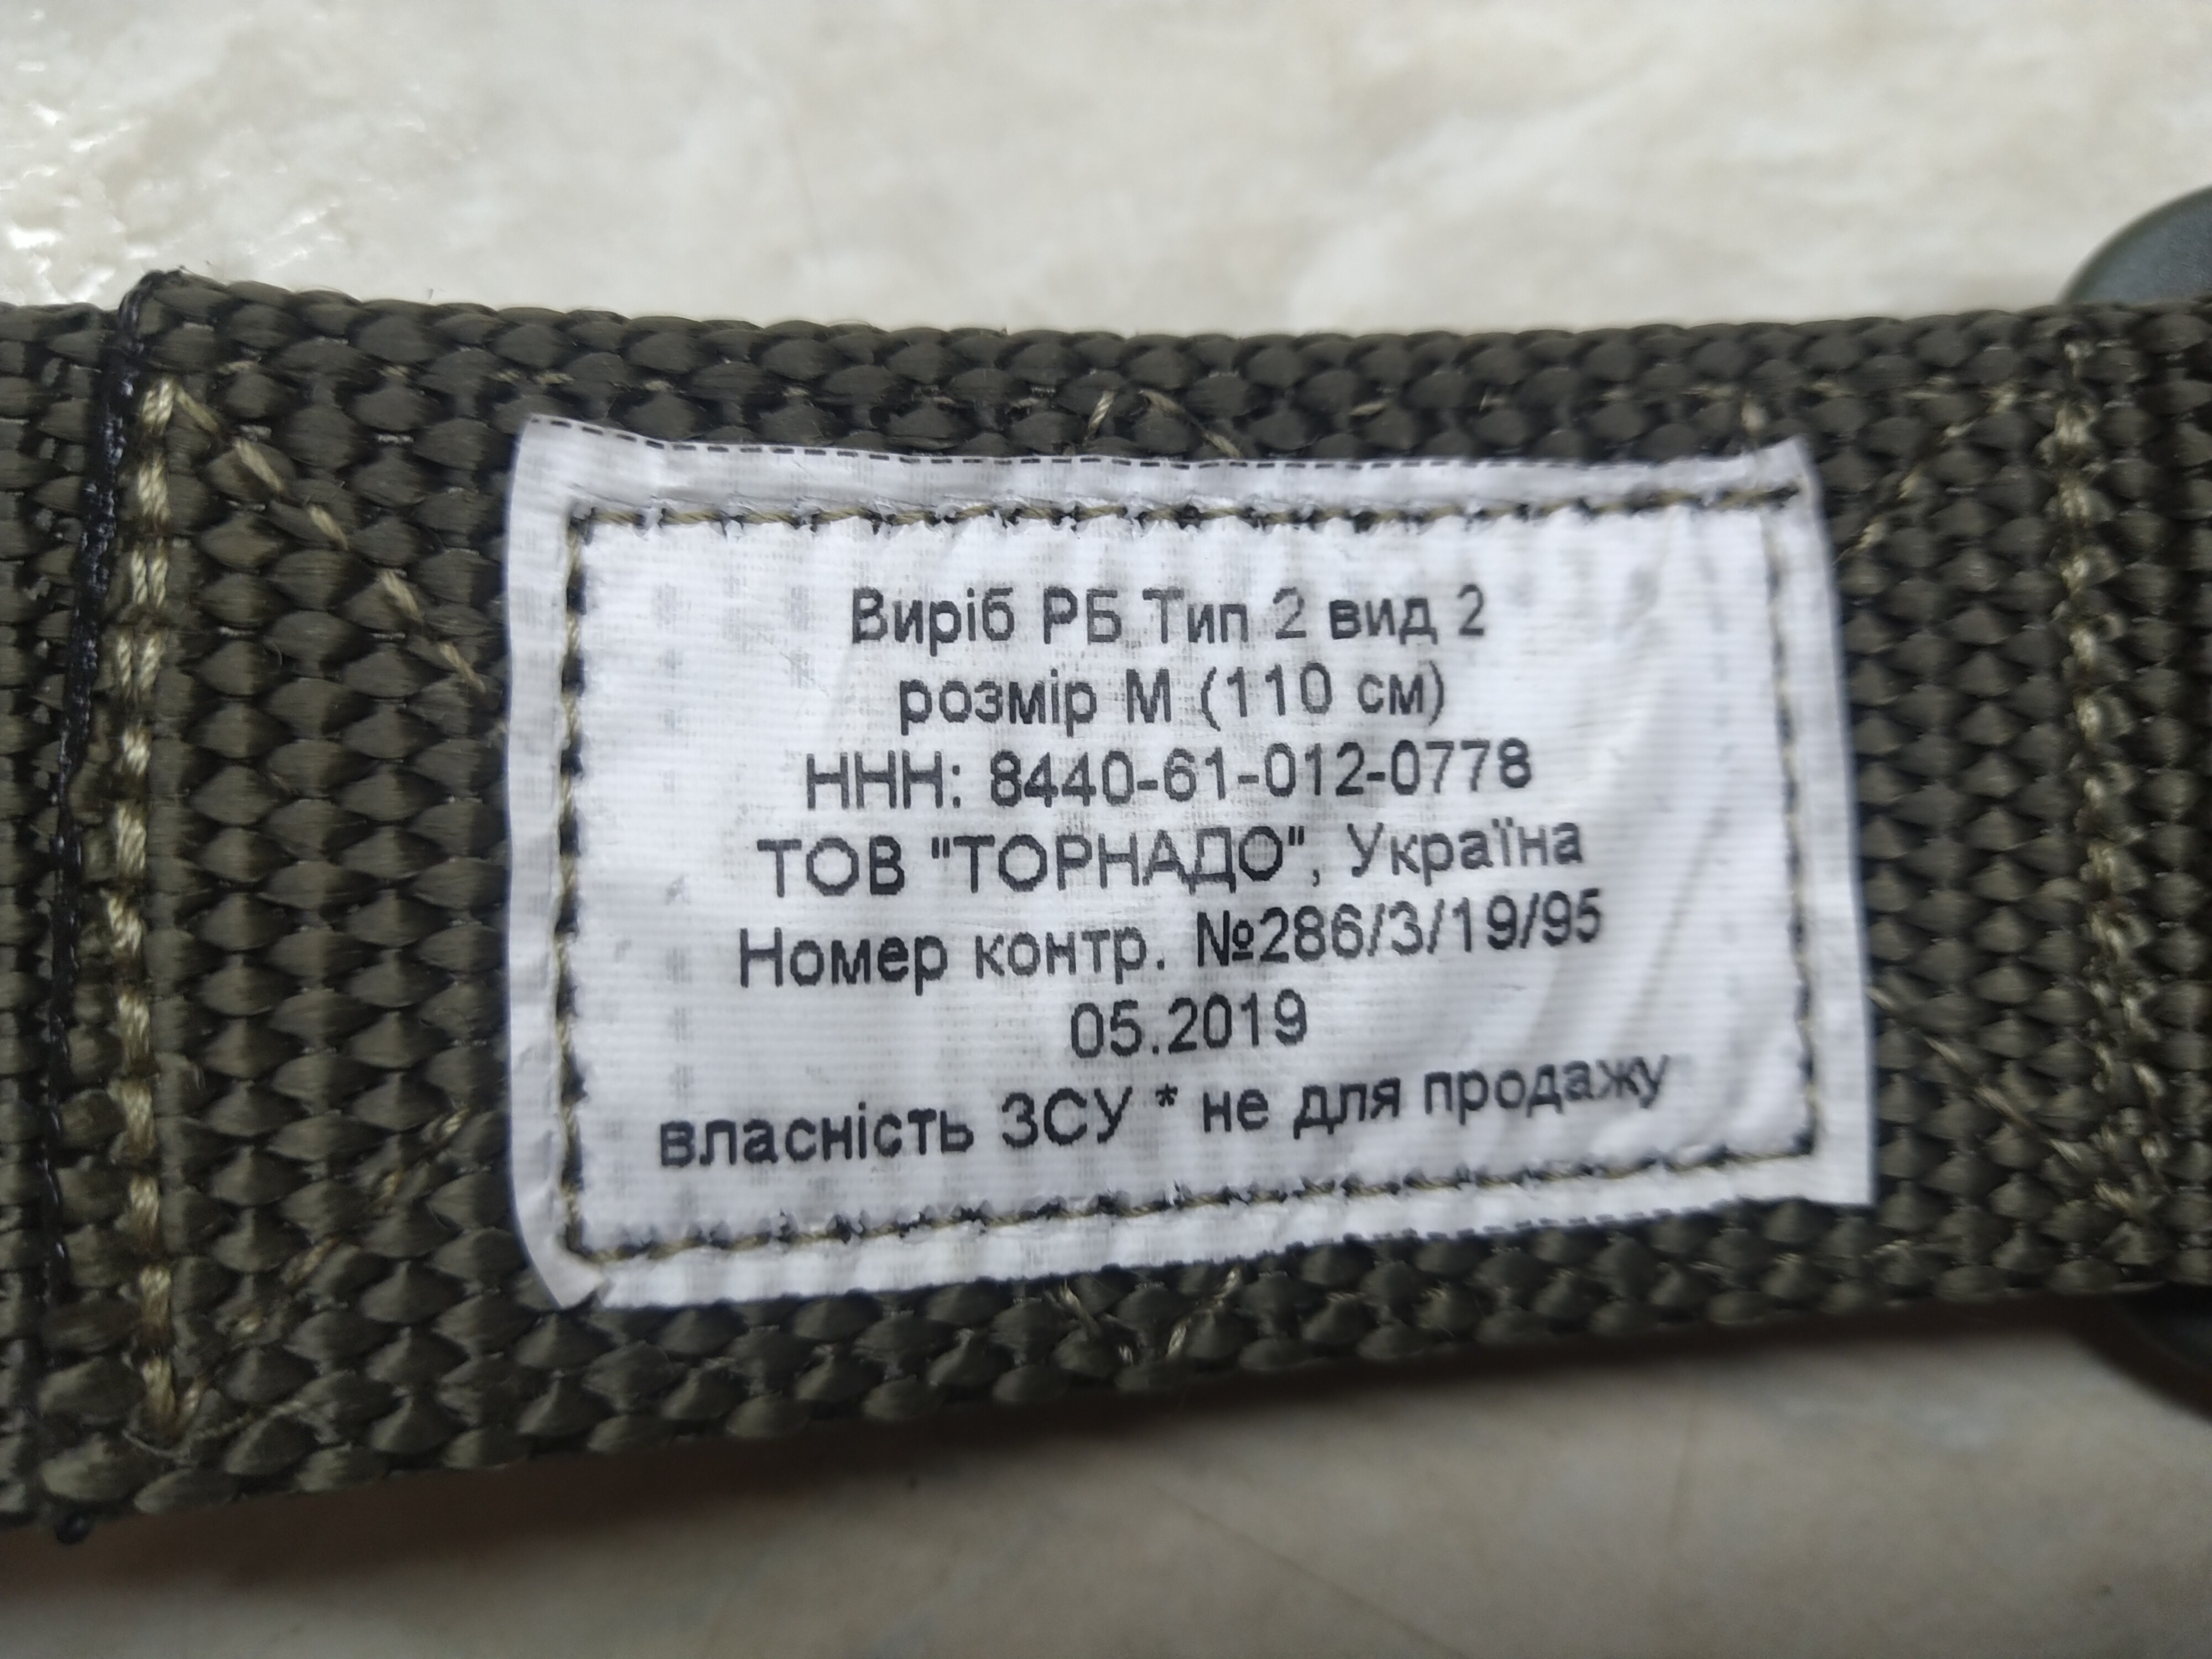 Виріб РБ Тип 2 вид 2
розмір М (110 см)
ННН: 8440-61-012-0778
ТОВ "ТОРНАДО", Україна
Номер контр. №286/3/19/95
05.2019
власність ЗСУ * не для продажу